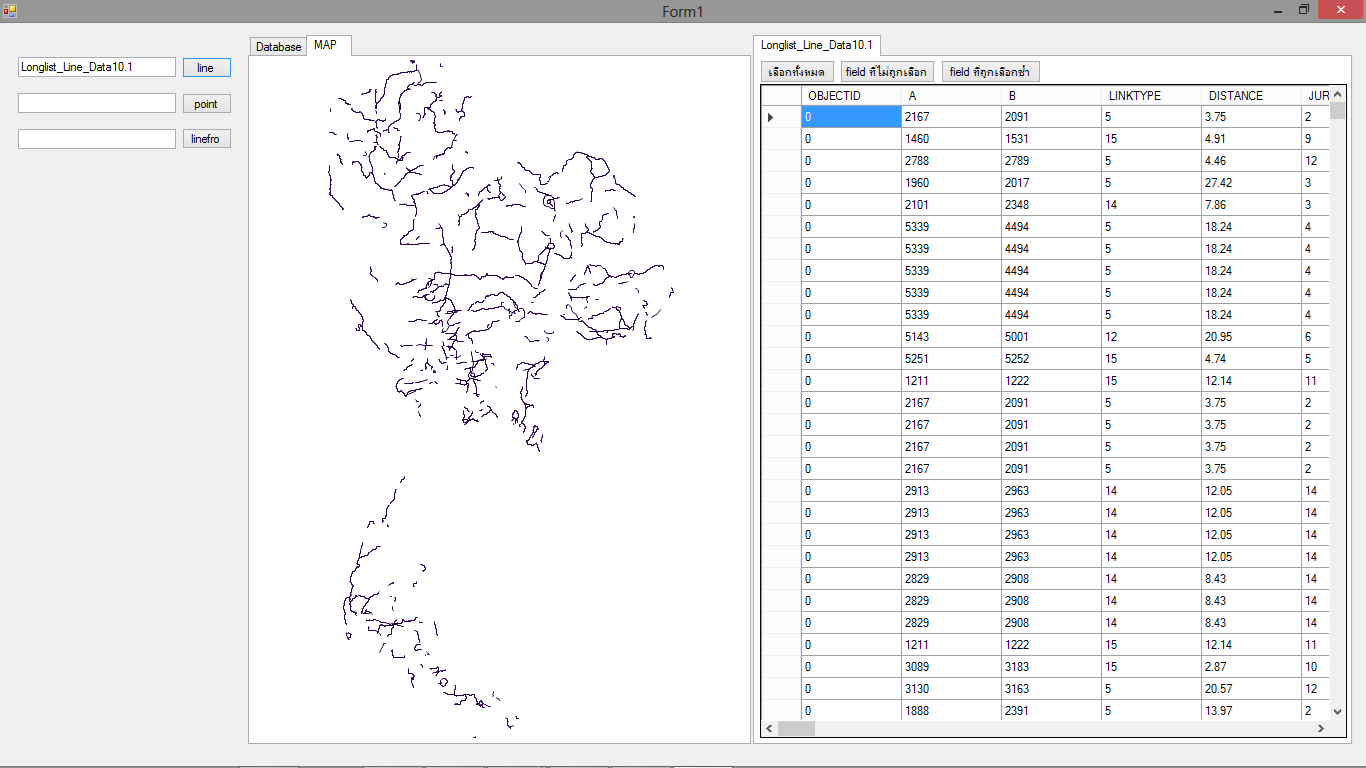 Form1
Longlist_Line_Data10.1 line
point
linefro
Database MAP
Longlist_Line_Data10.1
เลือกทั้งหมด field ที่ไม่ถูกเลือก field ที่ถูกเลือกซ้ำ
OBJECTID A B LINKTYPE DISTANCE JUR
0 2167 2091 5 3.75 2
0 1460 1531 15 4.91 9
0 2788 2789 5 4.46 12
0 1960 2017 5 27.42 3
0 2101 2348 14 7.86 3
0 5339 4494 5 18.24 4
0 5339 4494 5 18.24 4
0 5339 4494 5 18.24 4
0 5339 4494 5 18.24 4
0 5339 4494 5 18.24 4
0 5143 5001 12 20.95 6
0 5251 5252 15 4.74 5
0 1211 1222 15 12.14 11
0 2167 2091 5 3.75 2
0 2167 2091 5 3.75 2
0 2167 2091 5 3.75 2
0 2167 2091 5 3.75 2
0 2913 2963 14 12.05 14
0 2913 2963 14 12.05 14
0 2913 2963 14 12.05 14
0 2913 2963 14 12.05 14
0 2829 2908 14 8.43 14
0 2829 2908 14 8.43 14
0 2829 2908 14 8.43 14
0 1211 1222 15 12.14 11
0 3089 3183 15 2.87 10
0 3130 3163 5 20.57 12
0 1888 2391 5 13.97 2